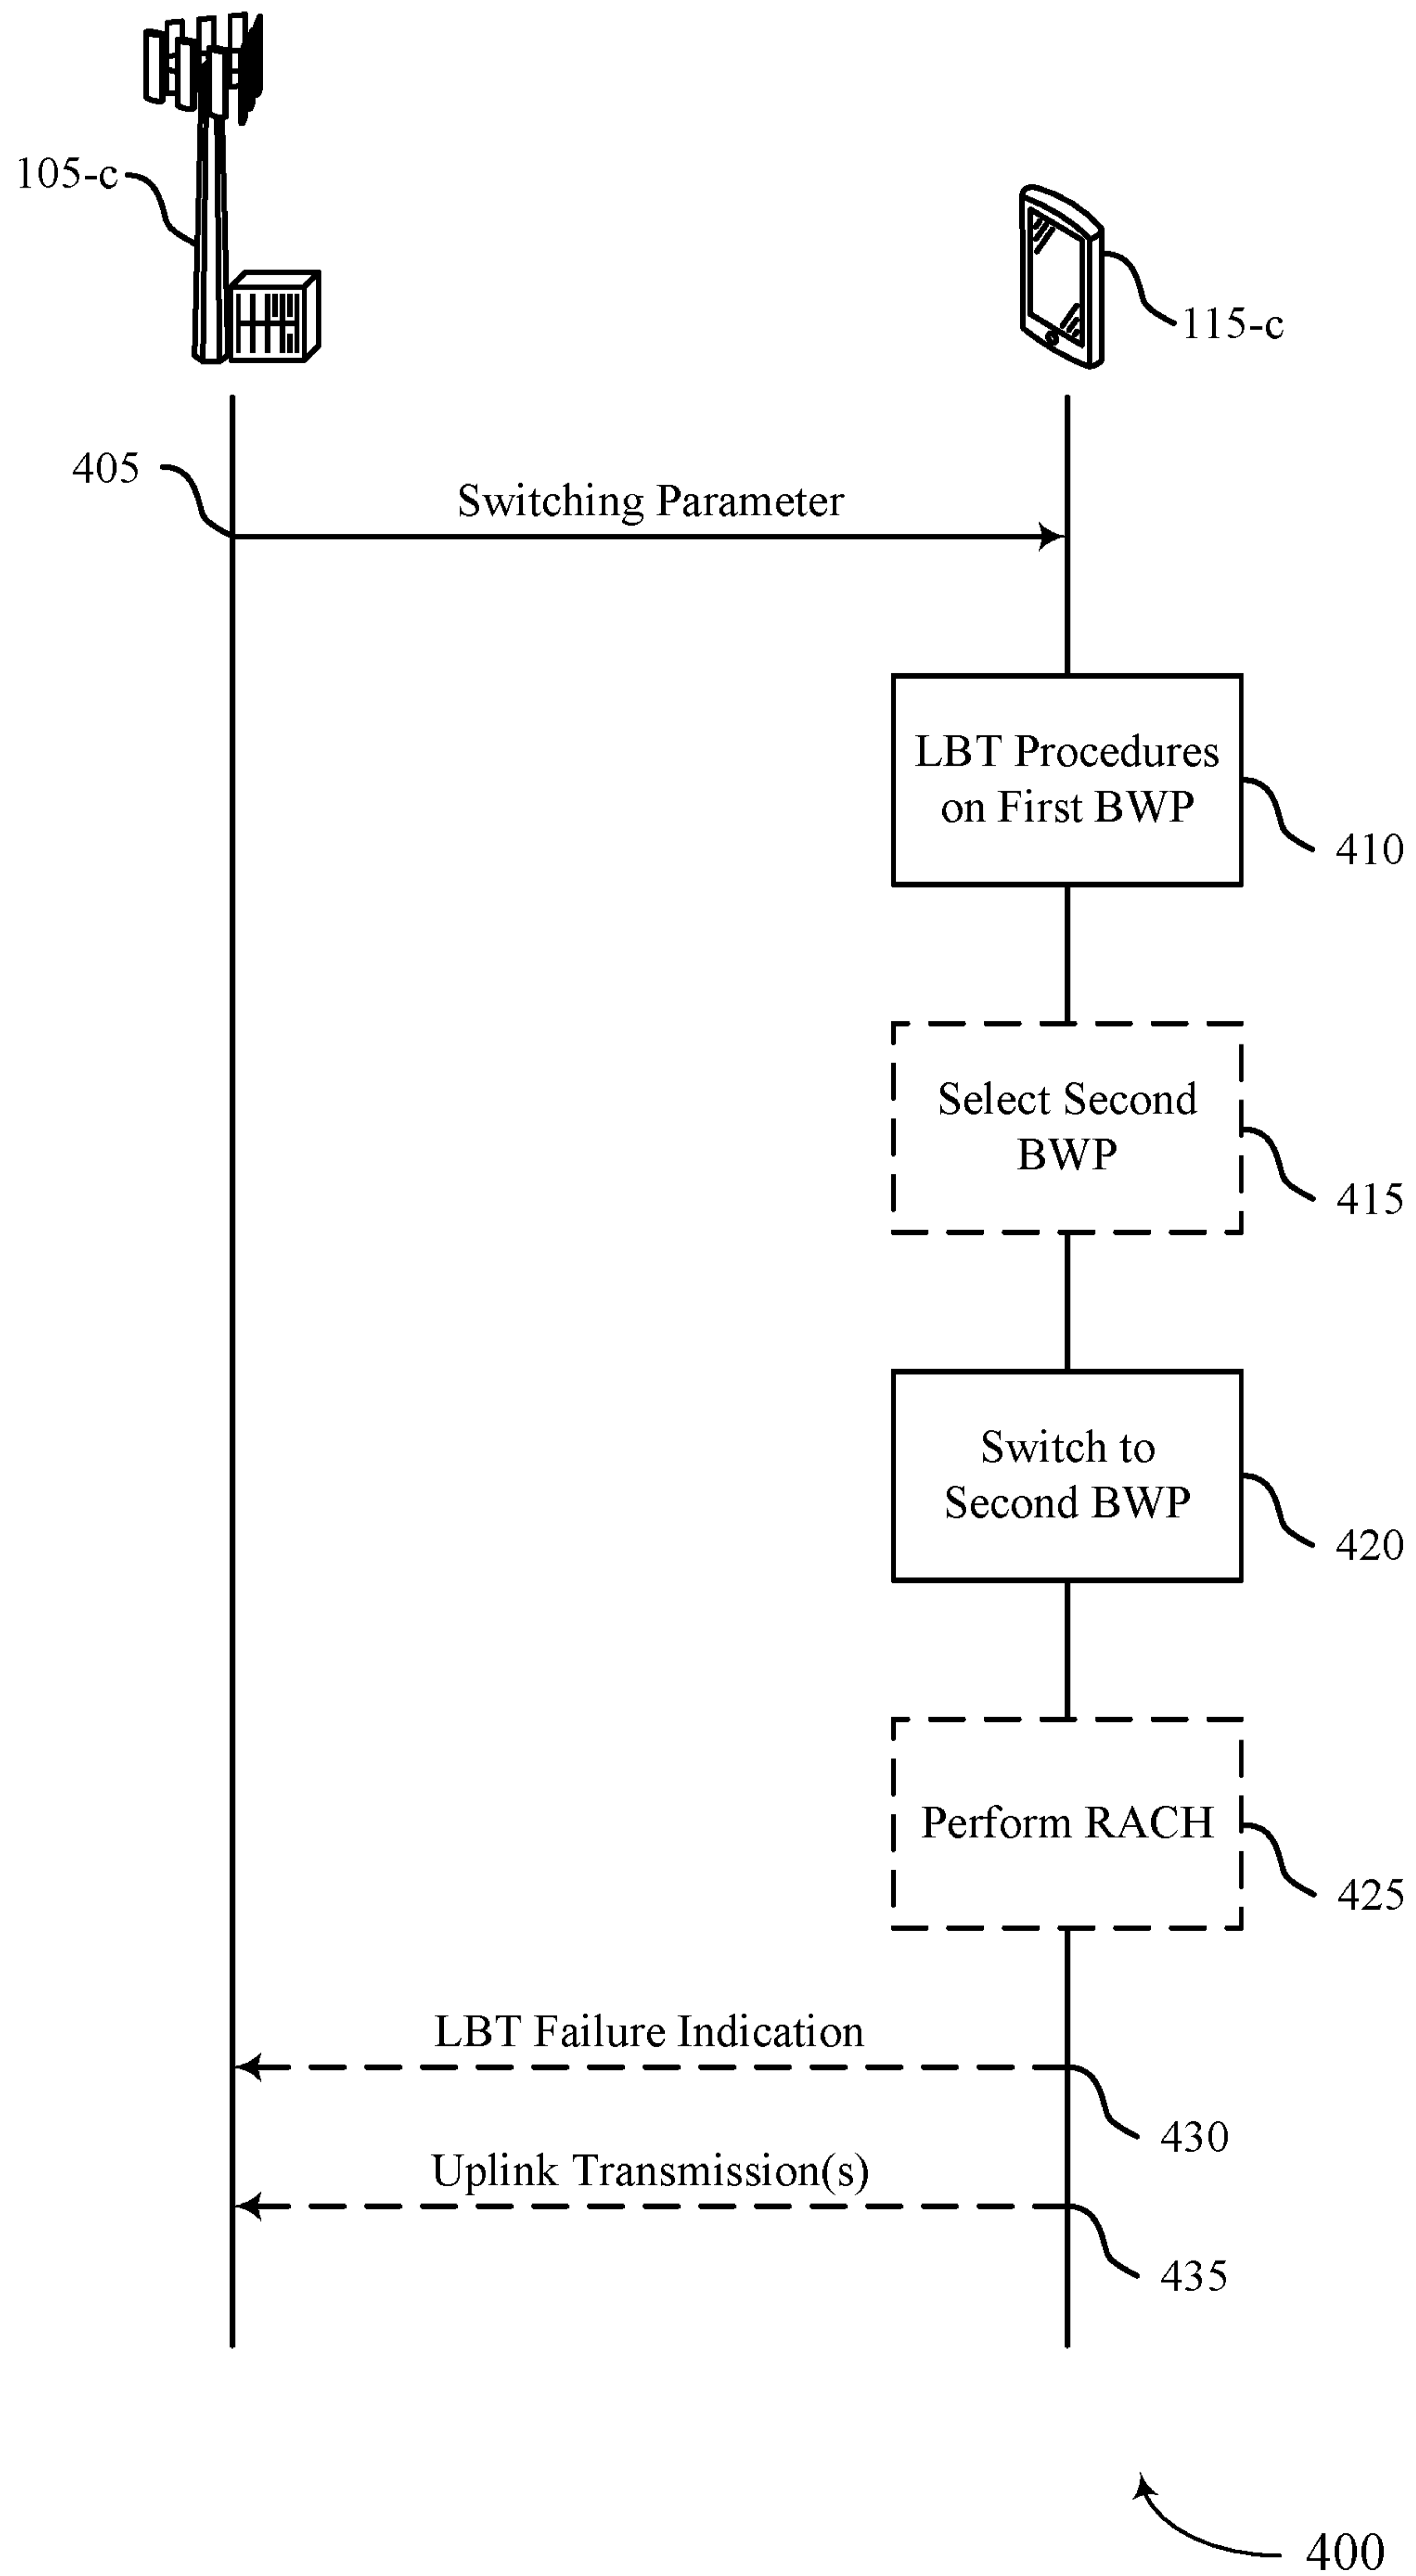 105-c
115-c
405
Switching Parameter
LBT Procedures
on First BWP
410
Select Second
BWP
415
Switch to
Second BWP
420
Perform RACH
425
LBT Failure Indication
430
Uplink Transmission(s)
435
400